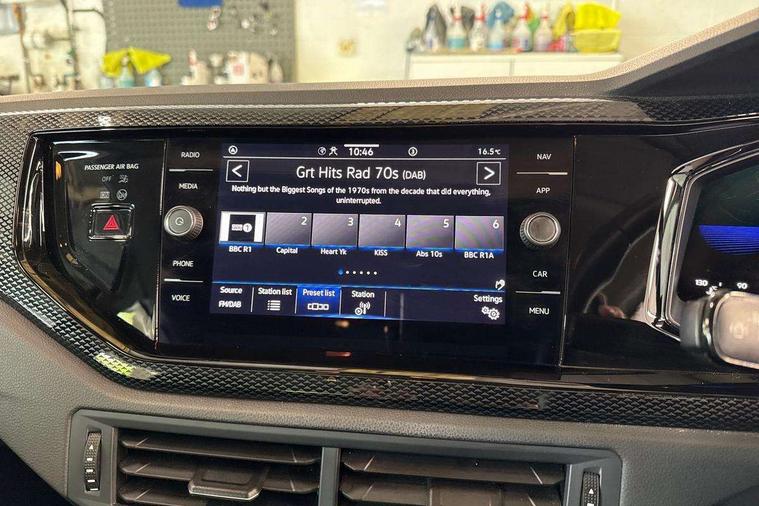 PASSENGER AIR BAG
OFF
RADIO
MEDIA
PHONE
VOICE
10:46
16.5°C
Grt Hits Rad 70s (DAB)
Nothing but the Biggest Songs of the 1970s from the decade that did everything,
uninterrupted.
1 2 3 4 5 6
BBC R1 Capital Heart Yk KISS Abs 10s BBC R1A
Source Station list Preset list Station Settings
FM/DAB
NAV
APP
CAR
MENU
130 90